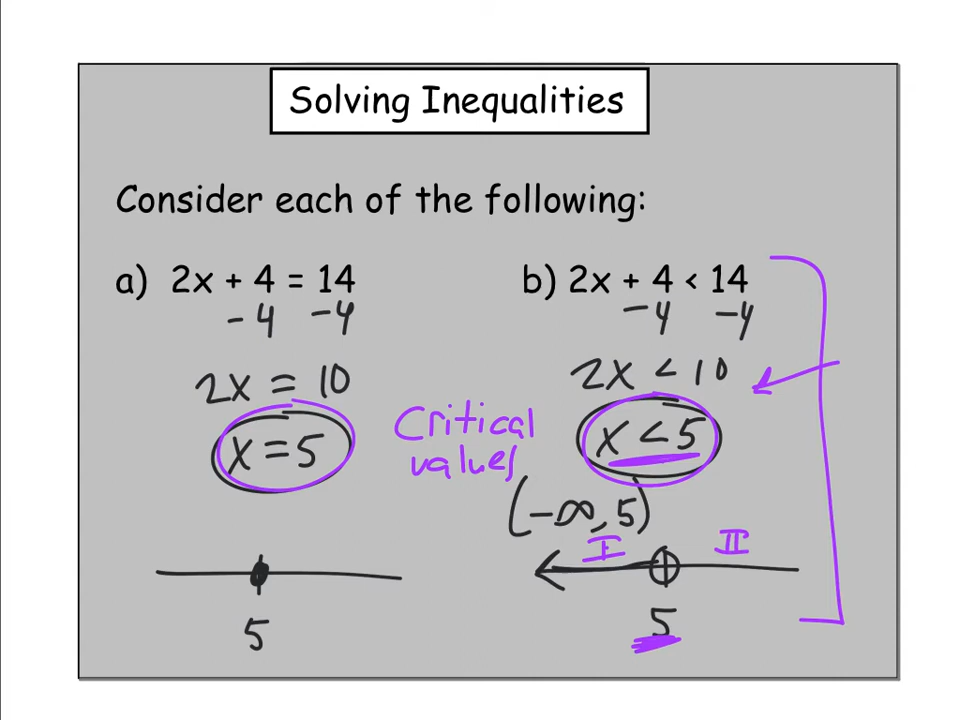 Solving Inequalities
Consider each of the following:
a) 2x + 4 = 14
-4 -4
2x = 10
x = 5
5
Critical
values
b) 2x + 4 < 14
-4 -4
2x < 10
x < 5
(-∞, 5)
I II
5